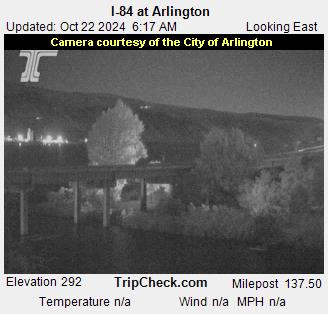 I-84 at Arlington
Updated: Oct 22 2024 6:17 AM Looking East
Camera courtesy of the City of Arlington
Elevation 292 TripCheck.com Milepost 137.50
Temperature n/a Wind n/a MPH n/a